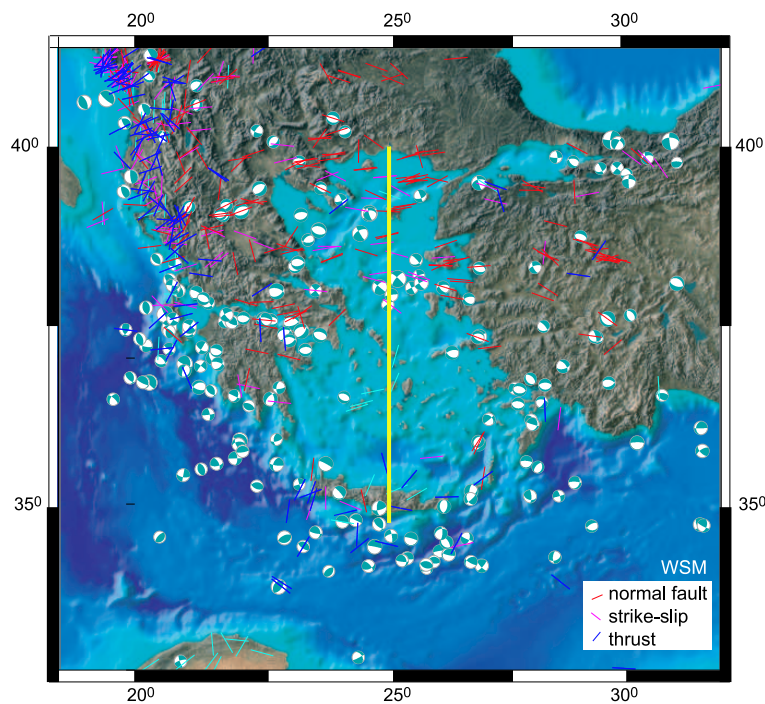 20⁰ 25⁰ 30⁰
40⁰ 40⁰
35⁰ 35⁰
WSM
normal fault
strike-slip
thrust
20⁰ 25⁰ 30⁰